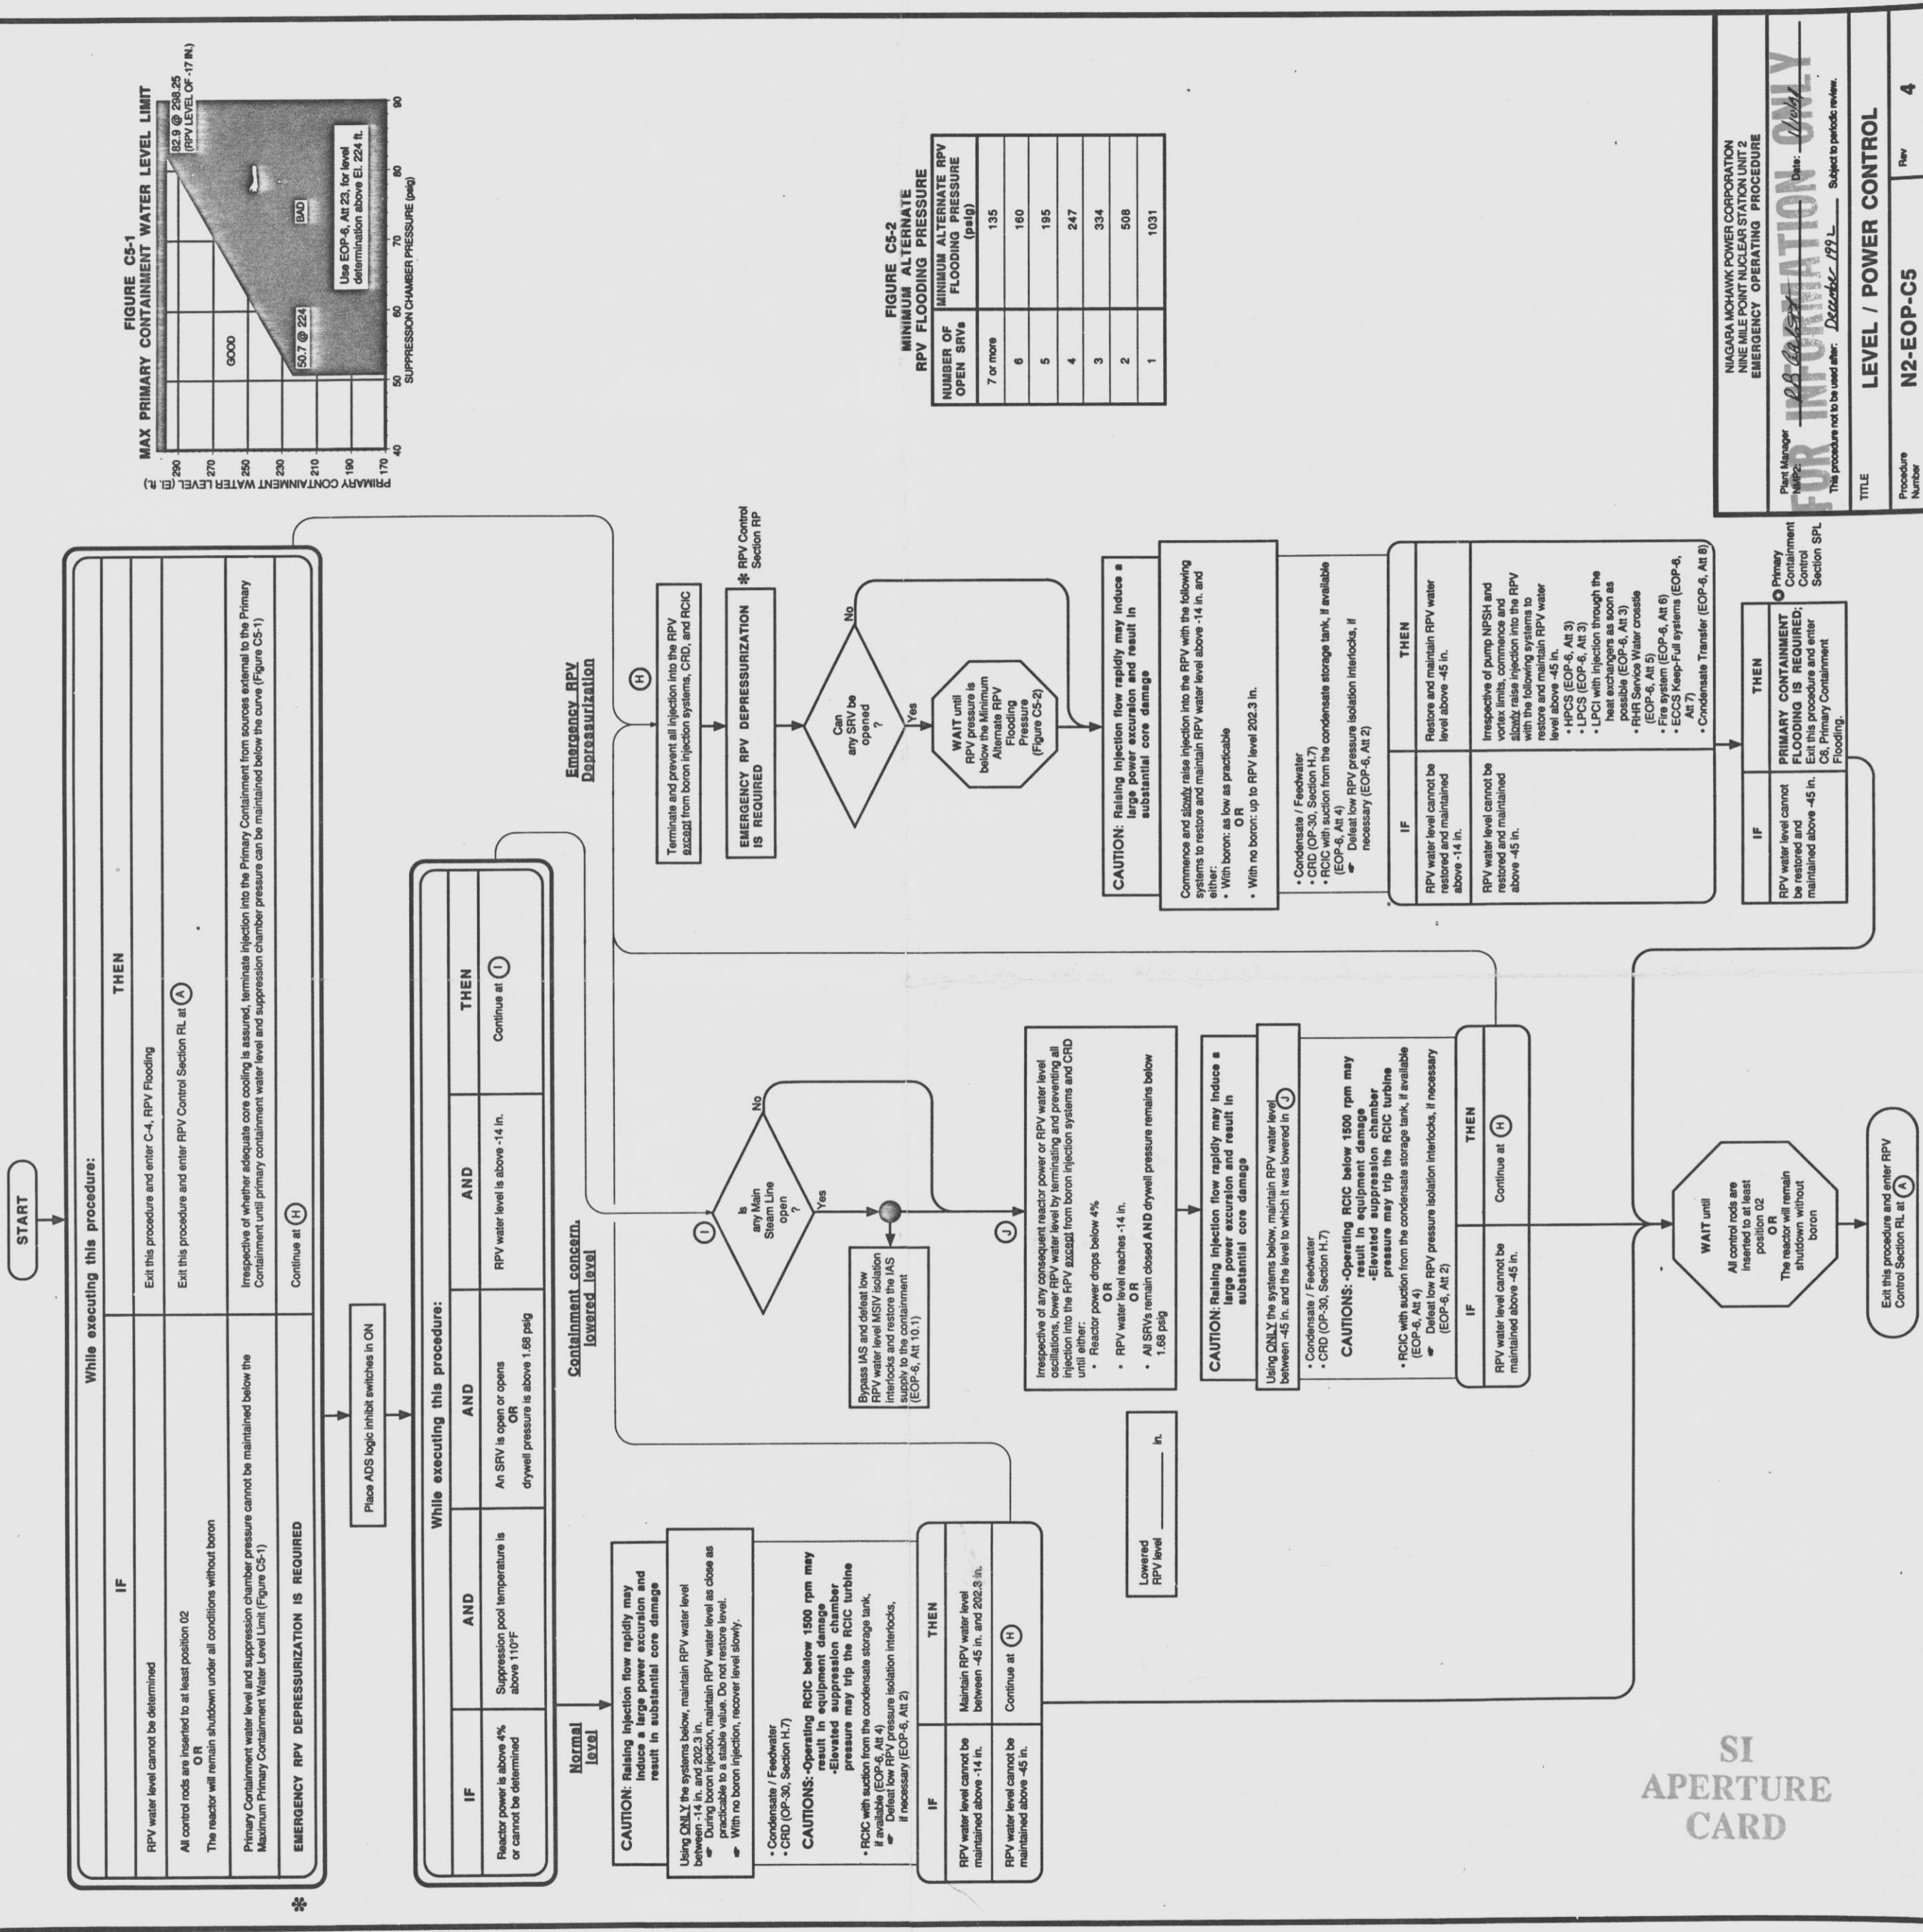 START
While executing this procedure:
IF
THEN
RPV water level cannot be determined
Exit this procedure and enter C-4, RPV Flooding
All control rods are inserted to at least position 02
OR
The reactor will remain shutdown under all conditions without boron
Exit this procedure and enter RPV Control Section RL at A
Primary Containment water level and suppression chamber pressure cannot be maintained below the
Maximum Primary Containment Water Level Limit (Figure C5-1)
Irrespective of whether adequate core cooling is assured, terminate injection into the Primary Containment from sources external to the Primary
Containment until primary containment water level and suppression chamber pressure can be maintained below the curve (Figure C5-1)
✻
EMERGENCY RPV DEPRESSURIZATION IS REQUIRED
Continue at H
Place ADS logic inhibit switches in ON
While executing this procedure:
IF
AND
AND
AND
THEN
Reactor power is above 4%
or cannot be determined
Suppression pool temperature is
above 110°F
An SRV is open or opens
OR
drywell pressure is above 1.68 psig
RPV water level is above -14 in.
Continue at I
Normal
level
CAUTION: Raising injection flow rapidly may
induce a large power excursion and
result in substantial core damage
Using ONLY the systems below, maintain RPV water level
between -14 in. and 202.3 in.
☛ During boron injection, maintain RPV water level as close as
practicable to a stable value. Do not restore level.
☛ With no boron injection, recover level slowly.
• Condensate / Feedwater
• CRD (OP-30, Section H.7)
CAUTIONS: •Operating RCIC below 1500 rpm may
result in equipment damage
•Elevated suppression chamber
pressure may trip the RCIC turbine
• RCIC with suction from the condensate storage tank,
if available (EOP-6, Att 4)
☛ Defeat low RPV pressure isolation interlocks,
if necessary (EOP-6, Att 2)
IF
THEN
RPV water level cannot be
maintained above -14 in.
Maintain RPV water level
between -45 in. and 202.3 in.
RPV water level cannot be
maintained above -45 in.
Continue at H
Containment concern,
lowered level
I
Is
any Main
Steam Line
open
?
No
Yes
Bypass IAS and defeat low
RPV water level MSIV isolation
interlocks and restore the IAS
supply to the containment
(EOP-6, Att 10.1)
J
Irrespective of any consequent reactor power or RPV water level
oscillations, lower RPV water level by terminating and preventing all
injection into the RPV except from boron injection systems and CRD
until either:
• Reactor power drops below 4%
OR
• RPV water level reaches -14 in.
OR
• All SRVs remain closed AND drywell pressure remains below
1.68 psig
Lowered
RPV level ______ in.
CAUTION: Raising injection flow rapidly may induce a
large power excursion and result in
substantial core damage
Using ONLY the systems below, maintain RPV water level
between -45 in. and the level to which it was lowered in J
• Condensate / Feedwater
• CRD (OP-30, Section H.7)
CAUTIONS: •Operating RCIC below 1500 rpm may
result in equipment damage
•Elevated suppression chamber
pressure may trip the RCIC turbine
• RCIC with suction from the condensate storage tank, if available
(EOP-6, Att 4)
☛ Defeat low RPV pressure isolation interlocks, if necessary
(EOP-6, Att 2)
IF
THEN
RPV water level cannot be
maintained above -45 in.
Continue at H
Emergency RPV
Depressurization
H
Terminate and prevent all injection into the RPV
except from boron injection systems, CRD, and RCIC
EMERGENCY RPV DEPRESSURIZATION
IS REQUIRED
✻ RPV Control
Section RP
Can
any SRV be
opened
?
No
Yes
WAIT until
RPV pressure is
below the Minimum
Alternate RPV
Flooding
Pressure
(Figure C5-2)
CAUTION: Raising injection flow rapidly may induce a
large power excursion and result in
substantial core damage
Commence and slowly raise injection into the RPV with the following
systems to restore and maintain RPV water level above -14 in. and
either:
• With boron: as low as practicable
OR
• With no boron: up to RPV level 202.3 in.
• Condensate / Feedwater
• CRD (OP-30, Section H.7)
• RCIC with suction from the condensate storage tank, if available
(EOP-6, Att 4)
☛ Defeat low RPV pressure isolation interlocks, if
necessary (EOP-6, Att 2)
IF
THEN
RPV water level cannot be
restored and maintained
above -14 in.
Restore and maintain RPV water
level above -45 in.
RPV water level cannot be
restored and maintained
above -45 in.
Irrespective of pump NPSH and
vortex limits, commence and
slowly raise injection into the RPV
with the following systems to
restore and maintain RPV water
level above -45 in.
• HPCS (EOP-6, Att 3)
• LPCS (EOP-6, Att 3)
• LPCI with injection through the
heat exchangers as soon as
possible (EOP-6, Att 3)
• RHR Service Water crosstie
(EOP-6, Att 5)
• Fire system (EOP-6, Att 6)
• ECCS Keep-Full systems (EOP-6,
Att 7)
• Condensate Transfer (EOP-6, Att 8)
IF
THEN
RPV water level cannot
be restored and
maintained above -45 in.
PRIMARY CONTAINMENT
FLOODING IS REQUIRED;
Exit this procedure and enter
C6, Primary Containment
Flooding.
Primary
Containment
Control
Section SPL
WAIT until
All control rods are
inserted to at least
position 02
OR
The reactor will remain
shutdown without
boron
Exit this procedure and enter RPV
Control Section RL at A
FIGURE C5-1
MAX PRIMARY CONTAINMENT WATER LEVEL LIMIT
PRIMARY CONTAINMENT WATER LEVEL (El. ft.)
290
270
250
230
210
190
170
82.9 @ 298.25
(RPV LEVEL OF -17 IN.)
GOOD
BAD
50.7 @ 224
Use EOP-6, Att 23, for level
determination above El. 224 ft.
40 50 60 70 80 90
SUPPRESSION CHAMBER PRESSURE (psig)
FIGURE C5-2
MINIMUM ALTERNATE
RPV FLOODING PRESSURE
NUMBER OF
OPEN SRVs
MINIMUM ALTERNATE RPV
FLOODING PRESSURE
(psig)
7 or more 135
6 160
5 195
4 247
3 334
2 508
1 1031
NIAGARA MOHAWK POWER CORPORATION
NINE MILE POINT NUCLEAR STATION UNIT 2
EMERGENCY OPERATING PROCEDURE
Plant Manager
NMP2:
Date:
FOR INFORMATION ONLY
This procedure not to be used after: December 1992 Subject to periodic review.
TITLE
LEVEL / POWER CONTROL
Procedure
Number
N2-EOP-C5
Rev
4
SI
APERTURE
CARD